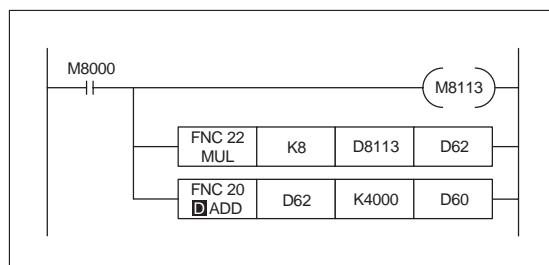 M8000
M8113
FNC 22
MUL
K8
D8113
D62
FNC 20
D ADD
D62
K4000
D60